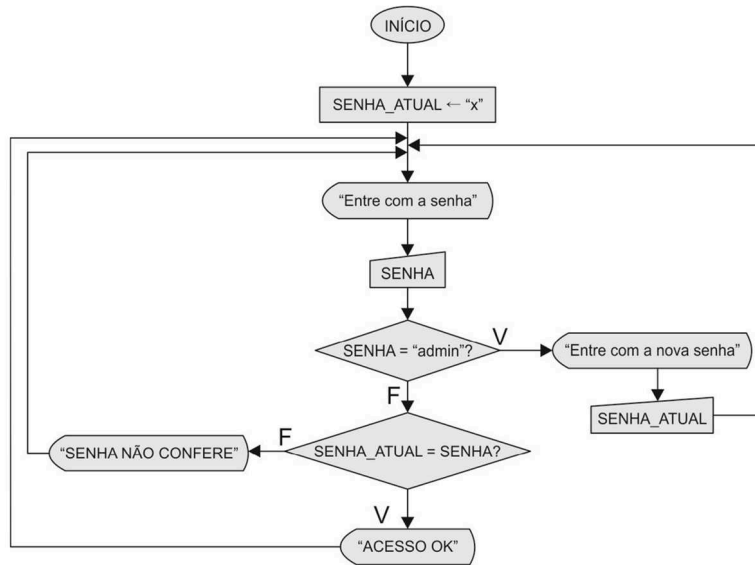 INÍCIO
SENHA_ATUAL ← “x”
“Entre com a senha”
SENHA
SENHA = “admin”?
V
“Entre com a nova senha”
F
SENHA_ATUAL
“SENHA NÃO CONFERE”
F
SENHA_ATUAL = SENHA?
V
“ACESSO OK”